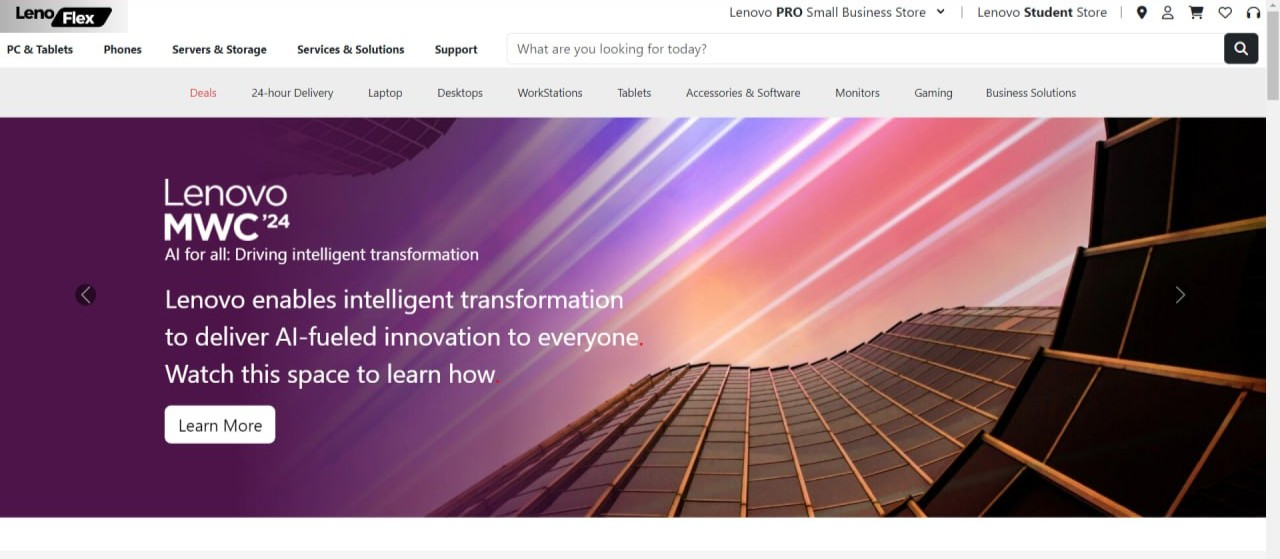 Leno Flex
Lenovo PRO Small Business Store | Lenovo Student Store |
PC & Tablets Phones Servers & Storage Services & Solutions Support What are you looking for today?
Deals 24-hour Delivery Laptop Desktops WorkStations Tablets Accessories & Software Monitors Gaming Business Solutions
Lenovo
MWC '24
AI for all: Driving intelligent transformation
Lenovo enables intelligent transformation
to deliver AI-fueled innovation to everyone.
Watch this space to learn how.
Learn More